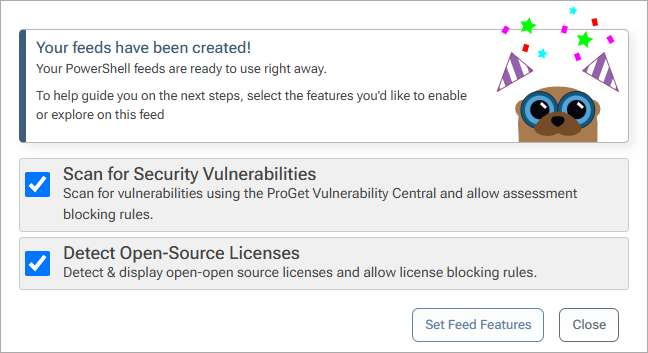 Your feeds have been created!
Your PowerShell feeds are ready to use right away.
To help guide you on the next steps, select the features you'd like to enable
or explore on this feed
Scan for Security Vulnerabilities
Scan for vulnerabilities using the ProGet Vulnerability Central and allow assessment
blocking rules.
Detect Open-Source Licenses
Detect & display open-open source licenses and allow license blocking rules.
Set Feed Features
Close